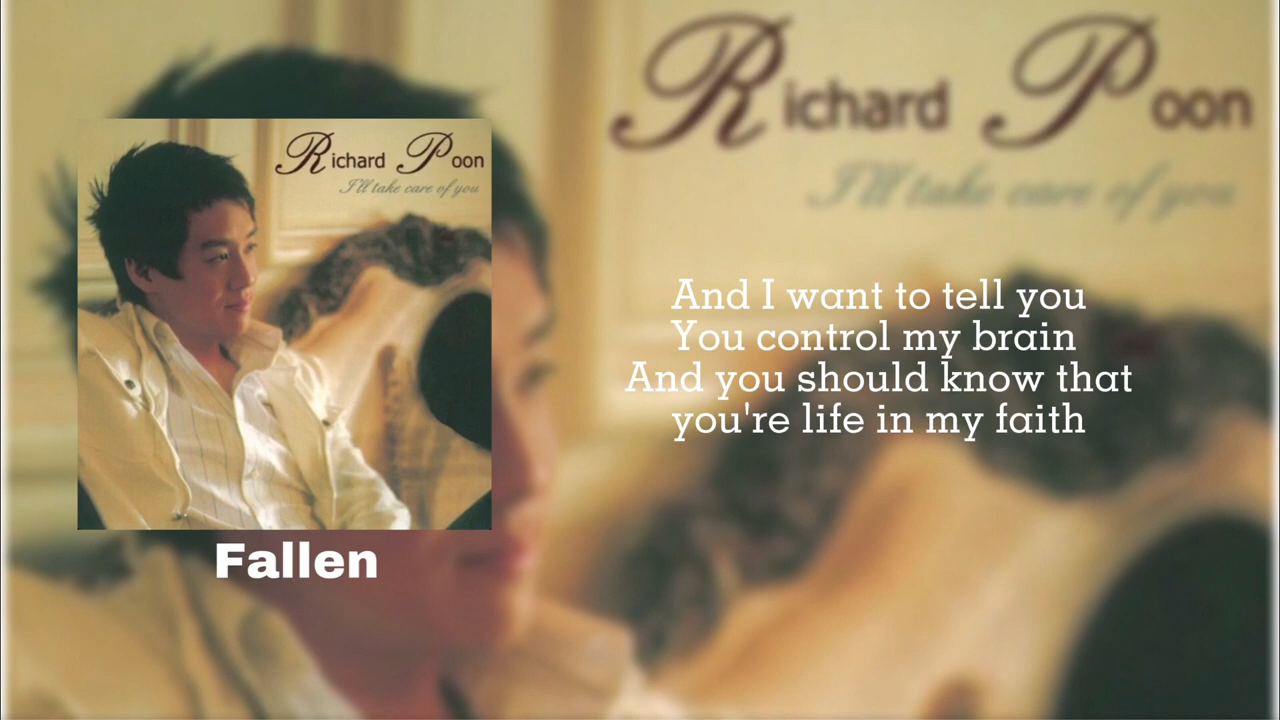 Richard Poon
I'll take care of you
Richard Poon
I'll take care of you
And I want to tell you
You control my brain
And you should know that
you're life in my faith
Fallen